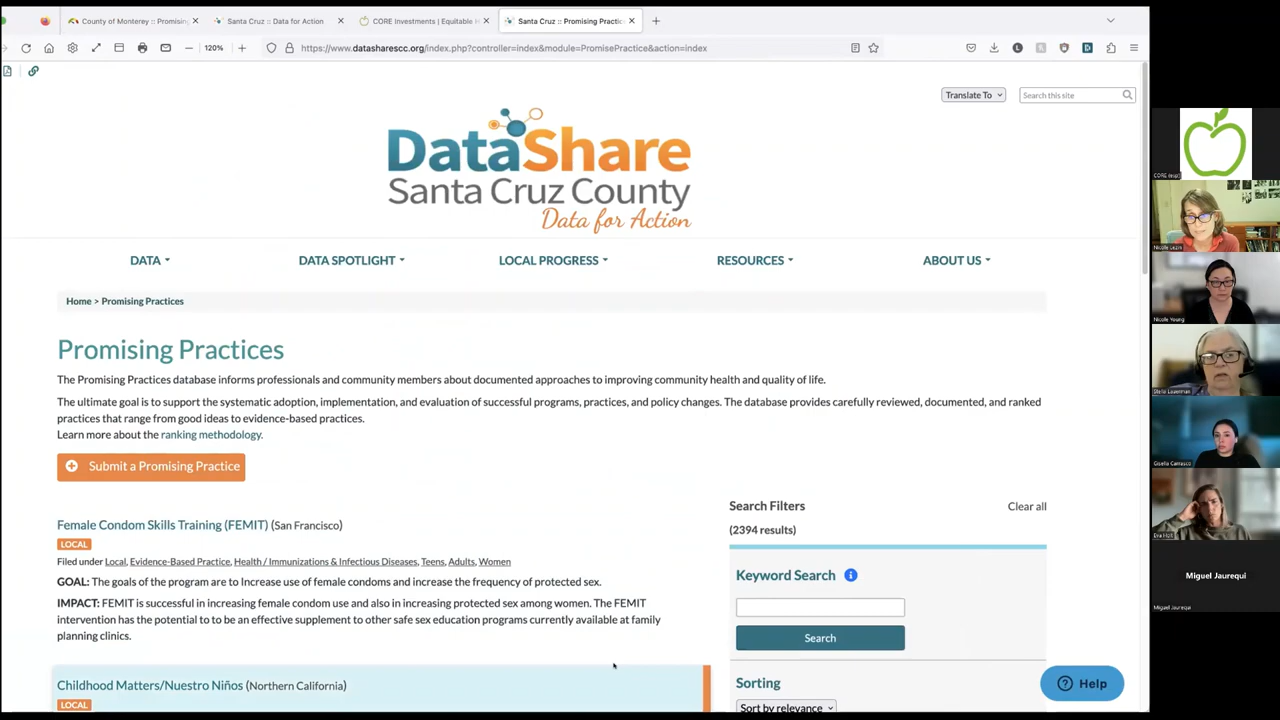 County of Monterey :: Promising
Santa Cruz :: Data for Action
CORE Investments | Equitable H
Santa Cruz :: Promising Practic
120%
https://www.datasharescc.org/index.php?controller=index&module=PromisePractice&action=index
Translate To
Search this site
DataShare
Santa Cruz County
Data for Action
DATA
DATA SPOTLIGHT
LOCAL PROGRESS
RESOURCES
ABOUT US
Home > Promising Practices
Promising Practices
The Promising Practices database informs professionals and community members about documented approaches to improving community health and quality of life.
The ultimate goal is to support the systematic adoption, implementation, and evaluation of successful programs, practices, and policy changes. The database provides carefully reviewed, documented, and ranked
practices that range from good ideas to evidence-based practices.
Learn more about the ranking methodology.
Submit a Promising Practice
Female Condom Skills Training (FEMIT) (San Francisco)
LOCAL
Filed under Local, Evidence-Based Practice, Health / Immunizations & Infectious Diseases, Teens, Adults, Women
GOAL: The goals of the program are to Increase use of female condoms and increase the frequency of protected sex.
IMPACT: FEMIT is successful in increasing female condom use and also in increasing protected sex among women. The FEMIT
intervention has the potential to to be an effective supplement to other safe sex education programs currently available at family
planning clinics.
Childhood Matters/Nuestro Niños (Northern California)
LOCAL
Search Filters
Clear all
(2394 results)
Keyword Search
Search
Sorting
Sort by relevance
Help
Nicole Young
Gisella Carrasco
Miguel Jaurequi
Miguel Jaurequi